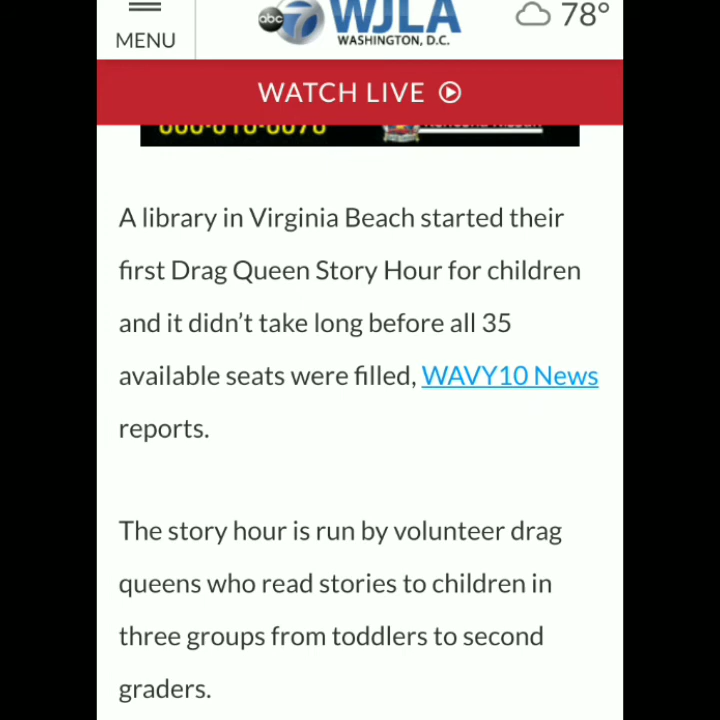 MENU
abc 7 WJLA
WASHINGTON, D.C.
78°
WATCH LIVE
A library in Virginia Beach started their
first Drag Queen Story Hour for children
and it didn’t take long before all 35
available seats were filled, WAVY10 News
reports.
The story hour is run by volunteer drag
queens who read stories to children in
three groups from toddlers to second
graders.